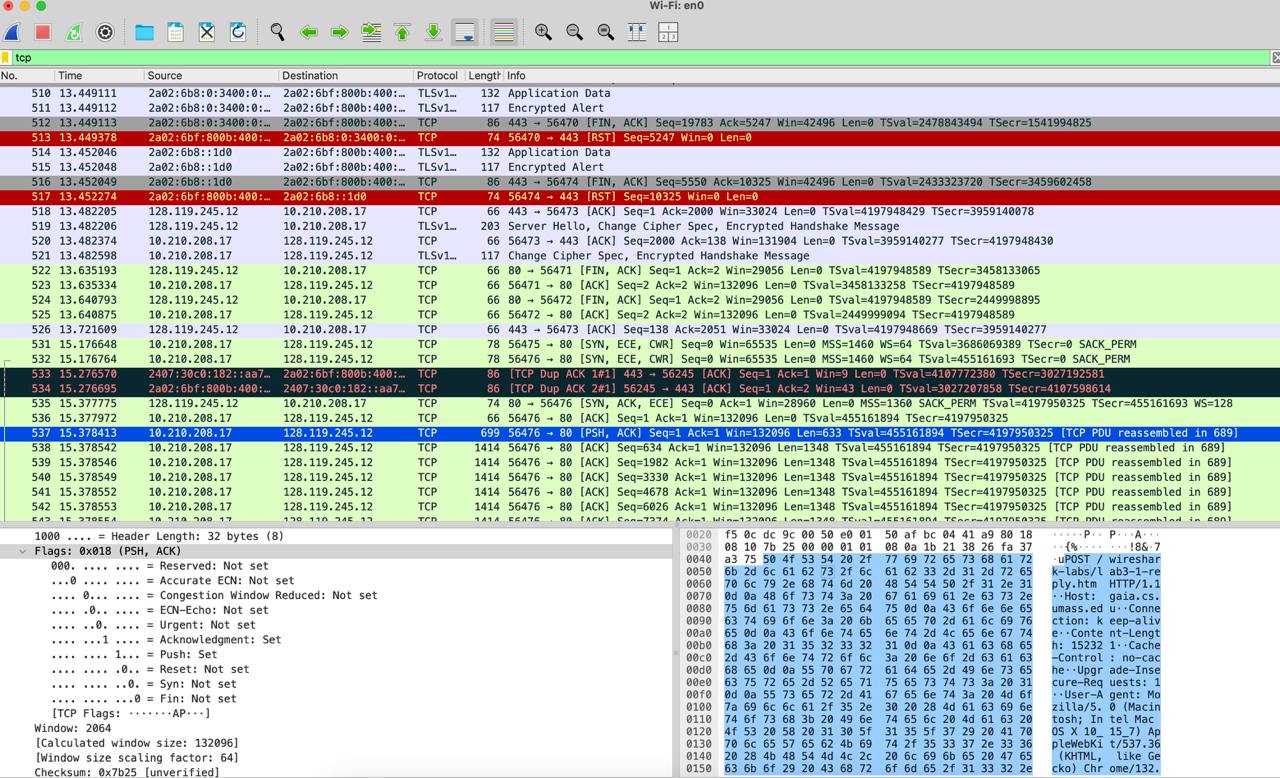 Wi-Fi: en0
tcp
No. Time Source Destination Protocol Length Info
510 13.449111 2a02:6b8:0:3400:0:… 2a02:6bf:800b:400:… TLSv1… 132 Application Data
511 13.449112 2a02:6b8:0:3400:0:… 2a02:6bf:800b:400:… TLSv1… 117 Encrypted Alert
512 13.449113 2a02:6b8:0:3400:0:… 2a02:6bf:800b:400:… TCP 86 443 → 56470 [FIN, ACK] Seq=19783 Ack=5247 Win=42496 Len=0 TSval=2478843494 TSecr=1541994825
513 13.449378 2a02:6bf:800b:400:… 2a02:6b8:0:3400:0:… TCP 74 56470 → 443 [RST] Seq=5247 Win=0 Len=0
514 13.452046 2a02:6b8::1d0 2a02:6bf:800b:400:… TLSv1… 132 Application Data
515 13.452048 2a02:6b8::1d0 2a02:6bf:800b:400:… TLSv1… 117 Encrypted Alert
516 13.452049 2a02:6b8::1d0 2a02:6bf:800b:400:… TCP 86 443 → 56474 [FIN, ACK] Seq=5550 Ack=10325 Win=42496 Len=0 TSval=2433323720 TSecr=3459602458
517 13.452274 2a02:6bf:800b:400:… 2a02:6b8::1d0 TCP 74 56474 → 443 [RST] Seq=10325 Win=0 Len=0
518 13.482205 128.119.245.12 10.210.208.17 TCP 66 443 → 56473 [ACK] Seq=1 Ack=2000 Win=33024 Len=0 TSval=4197948429 TSecr=3959140078
519 13.482206 128.119.245.12 10.210.208.17 TLSv1… 203 Server Hello, Change Cipher Spec, Encrypted Handshake Message
520 13.482374 10.210.208.17 128.119.245.12 TCP 66 56473 → 443 [ACK] Seq=2000 Ack=138 Win=131904 Len=0 TSval=3959140277 TSecr=4197948430
521 13.482598 10.210.208.17 128.119.245.12 TLSv1… 117 Change Cipher Spec, Encrypted Handshake Message
522 13.635193 128.119.245.12 10.210.208.17 TCP 66 80 → 56471 [FIN, ACK] Seq=1 Ack=2 Win=29056 Len=0 TSval=4197948589 TSecr=3458133065
523 13.635334 10.210.208.17 128.119.245.12 TCP 66 56471 → 80 [ACK] Seq=2 Ack=2 Win=132096 Len=0 TSval=3458133258 TSecr=4197948589
524 13.640793 128.119.245.12 10.210.208.17 TCP 66 80 → 56472 [FIN, ACK] Seq=1 Ack=2 Win=29056 Len=0 TSval=4197948589 TSecr=2449998895
525 13.640875 10.210.208.17 128.119.245.12 TCP 66 56472 → 80 [ACK] Seq=2 Ack=2 Win=132096 Len=0 TSval=2449999094 TSecr=4197948589
526 13.721609 128.119.245.12 10.210.208.17 TCP 66 443 → 56473 [ACK] Seq=138 Ack=2051 Win=33024 Len=0 TSval=4197948669 TSecr=3959140277
531 15.176648 10.210.208.17 128.119.245.12 TCP 78 56475 → 80 [SYN, ECE, CWR] Seq=0 Win=65535 Len=0 MSS=1460 WS=64 TSval=3686069389 TSecr=0 SACK_PERM
532 15.176764 10.210.208.17 128.119.245.12 TCP 78 56476 → 80 [SYN, ECE, CWR] Seq=0 Win=65535 Len=0 MSS=1460 WS=64 TSval=455161693 TSecr=0 SACK_PERM
533 15.276570 2407:30c0:182::aa7… 2a02:6bf:800b:400:… TCP 86 [TCP Dup ACK 1#1] 443 → 56245 [ACK] Seq=1 Ack=1 Win=9 Len=0 TSval=4107772380 TSecr=3027192581
534 15.276695 2a02:6bf:800b:400:… 2407:30c0:182::aa7… TCP 86 [TCP Dup ACK 2#1] 56245 → 443 [ACK] Seq=1 Ack=2 Win=43 Len=0 TSval=3027207858 TSecr=4107598614
535 15.377775 128.119.245.12 10.210.208.17 TCP 74 80 → 56476 [SYN, ACK, ECE] Seq=0 Ack=1 Win=28960 Len=0 MSS=1360 SACK_PERM TSval=4197950325 TSecr=455161693 WS=128
536 15.377972 10.210.208.17 128.119.245.12 TCP 66 56476 → 80 [ACK] Seq=1 Ack=1 Win=132096 Len=0 TSval=455161894 TSecr=4197950325
537 15.378413 10.210.208.17 128.119.245.12 TCP 699 56476 → 80 [PSH, ACK] Seq=1 Ack=1 Win=132096 Len=633 TSval=455161894 TSecr=4197950325 [TCP PDU reassembled in 689]
538 15.378542 10.210.208.17 128.119.245.12 TCP 1414 56476 → 80 [ACK] Seq=634 Ack=1 Win=132096 Len=1348 TSval=455161894 TSecr=4197950325 [TCP PDU reassembled in 689]
539 15.378546 10.210.208.17 128.119.245.12 TCP 1414 56476 → 80 [ACK] Seq=1982 Ack=1 Win=132096 Len=1348 TSval=455161894 TSecr=4197950325 [TCP PDU reassembled in 689]
540 15.378549 10.210.208.17 128.119.245.12 TCP 1414 56476 → 80 [ACK] Seq=3330 Ack=1 Win=132096 Len=1348 TSval=455161894 TSecr=4197950325 [TCP PDU reassembled in 689]
541 15.378552 10.210.208.17 128.119.245.12 TCP 1414 56476 → 80 [ACK] Seq=4678 Ack=1 Win=132096 Len=1348 TSval=455161894 TSecr=4197950325 [TCP PDU reassembled in 689]
542 15.378553 10.210.208.17 128.119.245.12 TCP 1414 56476 → 80 [ACK] Seq=6026 Ack=1 Win=132096 Len=1348 TSval=455161894 TSecr=4197950325 [TCP PDU reassembled in 689]
543 15.378554 10.210.208.17 128.119.245.12 TCP 1414 56476 → 80 [ACK] Seq=7374 Ack=1 Win=132096 Len=1348 TSval=455161894 TSecr=4197950325 [TCP PDU reassembled in 689]
1000 .... = Header Length: 32 bytes (8)
Flags: 0x018 (PSH, ACK)
000. .... .... = Reserved: Not set
...0 .... .... = Accurate ECN: Not set
.... 0... .... = Congestion Window Reduced: Not set
.... .0.. .... = ECN-Echo: Not set
.... ..0. .... = Urgent: Not set
.... ...1 .... = Acknowledgment: Set
.... .... 1... = Push: Set
.... .... .0.. = Reset: Not set
.... .... ..0. = Syn: Not set
.... .... ...0 = Fin: Not set
[TCP Flags: ·······AP···]
Window: 2064
[Calculated window size: 132096]
[Window size scaling factor: 64]
Checksum: 0x7b25 [unverified]
0020 f5 0c dc 9c 00 50 e0 01 50 af bc 04 41 a9 80 18 ·····P·· P···A···
0030 08 10 7b 25 00 00 01 01 08 0a 1b 21 38 26 fa 37 ··{%···· ···!8&·7
0040 a3 75 50 4f 53 54 20 2f 77 69 72 65 73 68 61 72 ·uPOST / wireshar
0050 6b 2d 6c 61 62 73 2f 6c 61 62 33 2d 31 2d 72 65 k-labs/l ab3-1-re
0060 70 6c 79 2e 68 74 6d 20 48 54 54 50 2f 31 2e 31 ply.htm HTTP/1.1
0070 0d 0a 48 6f 73 74 3a 20 67 61 69 61 2e 63 73 2e ··Host: gaia.cs.
0080 75 6d 61 73 73 2e 65 64 75 0d 0a 43 6f 6e 6e 65 umass.ed u··Conne
0090 63 74 69 6f 6e 3a 20 6b 65 65 70 2d 61 6c 69 76 ction: k eep-aliv
00a0 65 0d 0a 43 6f 6e 74 65 6e 74 2d 4c 65 6e 67 74 e··Conte nt-Lengt
00b0 68 3a 20 31 35 32 33 32 31 0d 0a 43 61 63 68 65 h: 15232 1··Cache
00c0 2d 43 6f 6e 74 72 6f 6c 3a 20 6e 6f 2d 63 61 63 -Control : no-cac
00d0 68 65 0d 0a 55 70 67 72 61 64 65 2d 49 6e 73 65 he··Upgr ade-Inse
00e0 63 75 72 65 2d 52 65 71 75 65 73 74 73 3a 20 31 cure-Req uests: 1
00f0 0d 0a 55 73 65 72 2d 41 67 65 6e 74 3a 20 4d 6f ··User-A gent: Mo
0100 7a 69 6c 6c 61 2f 35 2e 30 20 28 4d 61 63 69 6e zilla/5. 0 (Macin
0110 74 6f 73 68 3b 20 49 6e 74 65 6c 20 4d 61 63 20 tosh; In tel Mac
0120 4f 53 20 58 20 31 30 5f 31 35 5f 37 29 20 41 70 OS X 10_ 15_7) Ap
0130 70 6c 65 57 65 62 4b 69 74 2f 35 33 37 2e 33 36 pleWebKi t/537.36
0140 20 28 4b 48 54 4d 4c 2c 20 6c 69 6b 65 20 47 65 (KHTML, like Ge
0150 63 6b 6f 29 20 43 68 72 6f 6d 65 2f 31 33 32 2e cko) Chr ome/132.